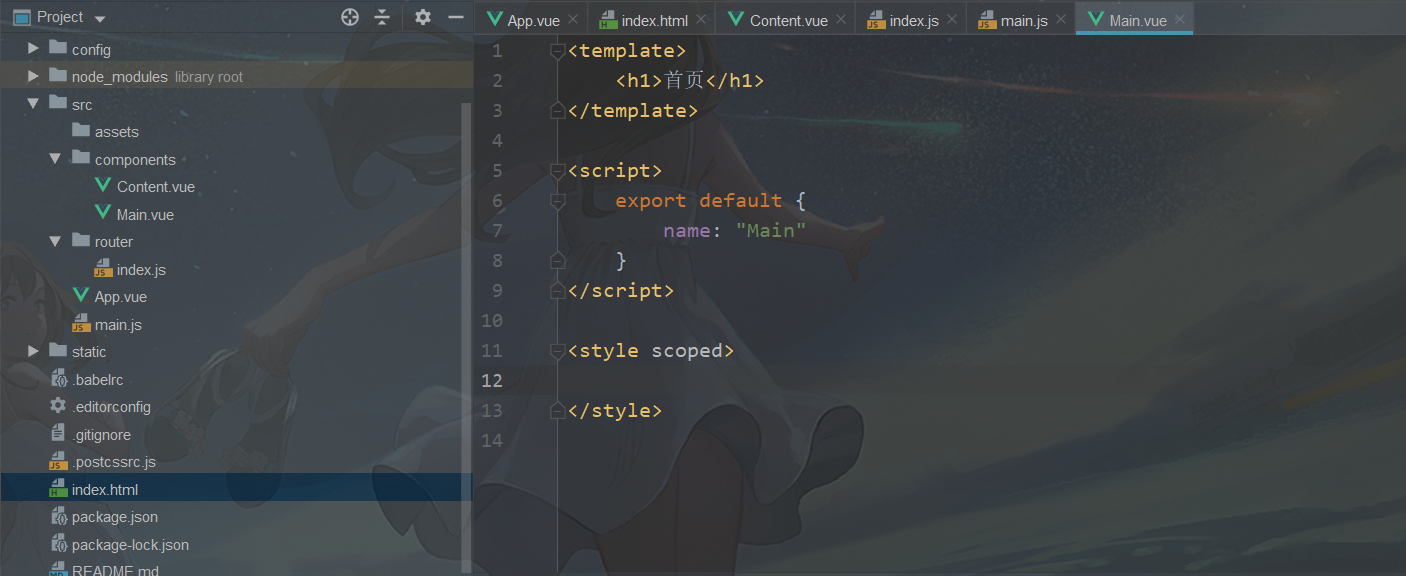 Project
config
node_modules library root
src
assets
components
Content.vue
Main.vue
router
index.js
App.vue
main.js
static
.babelrc
.editorconfig
.gitignore
.postcssrc.js
index.html
package.json
package-lock.json
README.md
App.vue index.html Content.vue index.js main.js Main.vue
1 <template>
2 <h1>首页</h1>
3 </template>
4
5 <script>
6 export default {
7 name: "Main"
8 }
9 </script>
10
11 <style scoped>
12
13 </style>
14